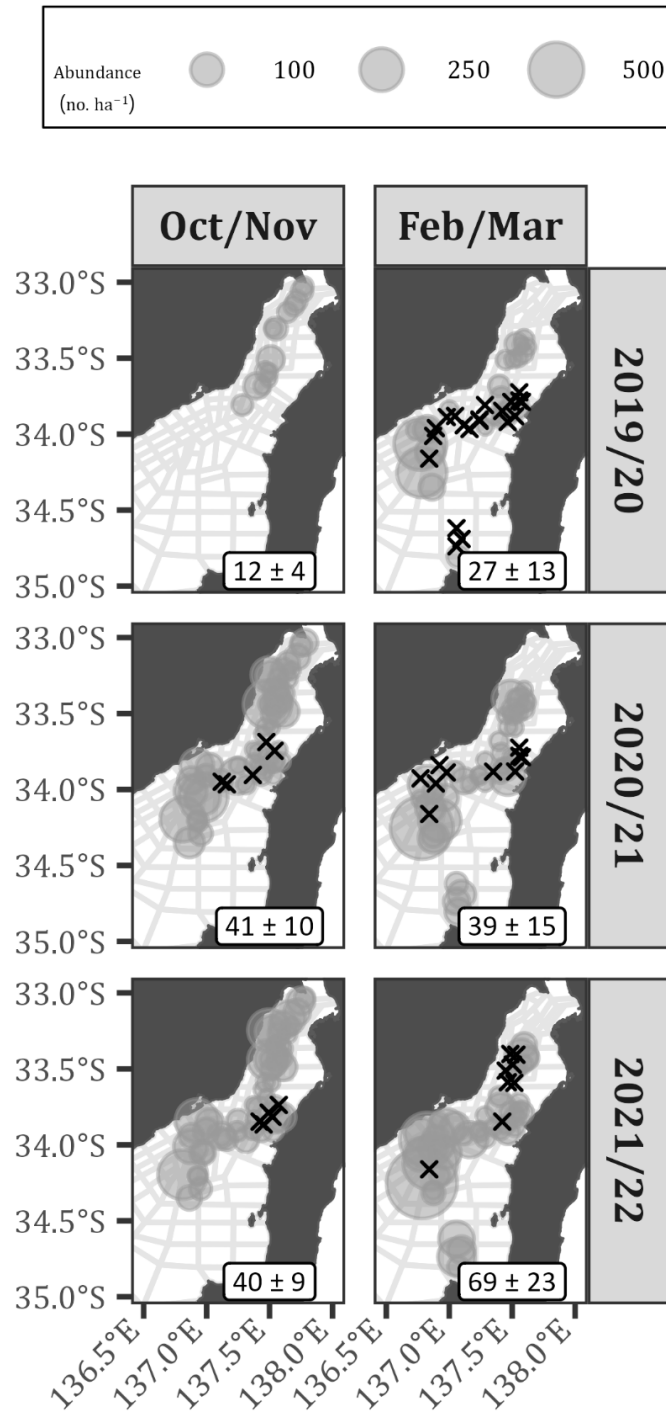 Abundance 100 250 500
(no. ha⁻¹)
Oct/Nov Feb/Mar
33.0°S
33.5°S
34.0°S
34.5°S
35.0°S
12 ± 4 27 ± 13
2019/20
33.0°S
33.5°S
34.0°S
34.5°S
35.0°S
41 ± 10 39 ± 15
2020/21
33.0°S
33.5°S
34.0°S
34.5°S
35.0°S
40 ± 9 69 ± 23
2021/22
136.5°E 137.0°E 137.5°E 138.0°E 136.5°E 137.0°E 137.5°E 138.0°E